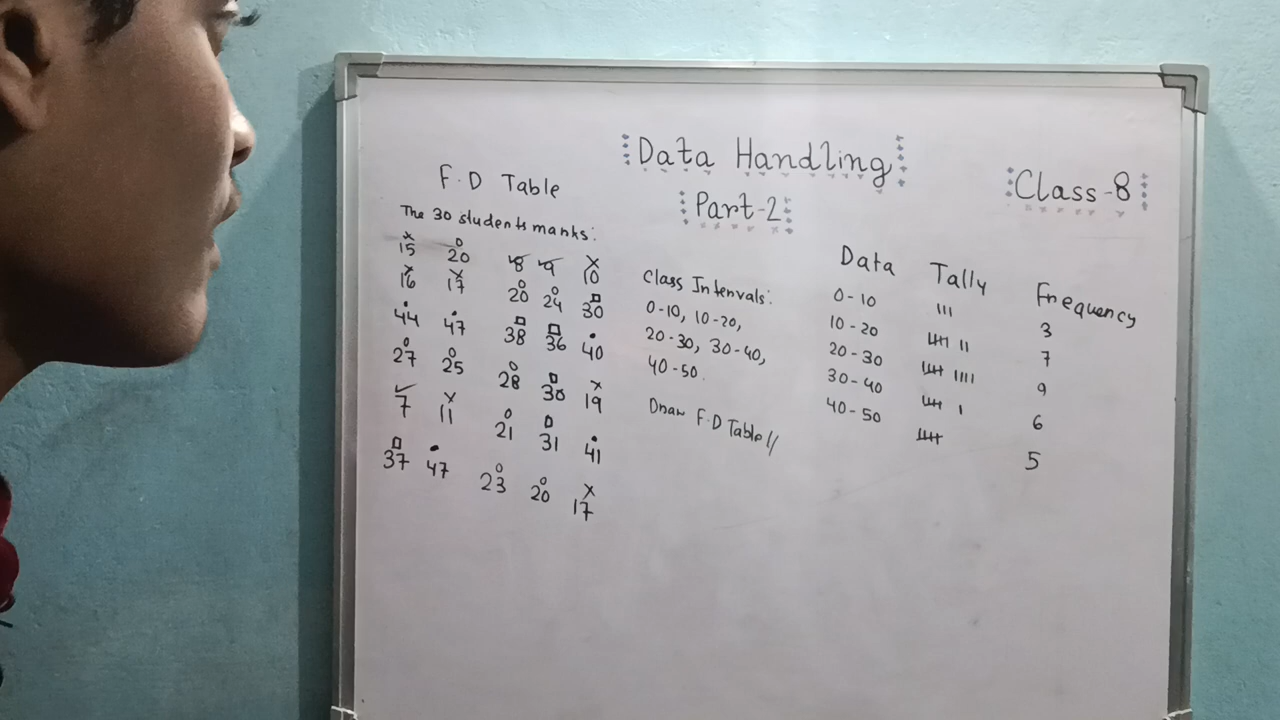 Data Handling
Part-2
Class-8
F.D Table
The 30 students marks:
15 20 8 9 10
16 17 20 24 30
44 47 38 36 40
27 25 28 30 19
7 11 21 31 41
37 47 23 20 17
Class Intervals:
0-10, 10-20,
20-30, 30-40,
40-50.
Draw F.D Table//
Data Tally Frequency
0-10 ||| 3
10-20 |||| || 7
20-30 |||| |||| 9
30-40 |||| | 6
40-50 |||| 5